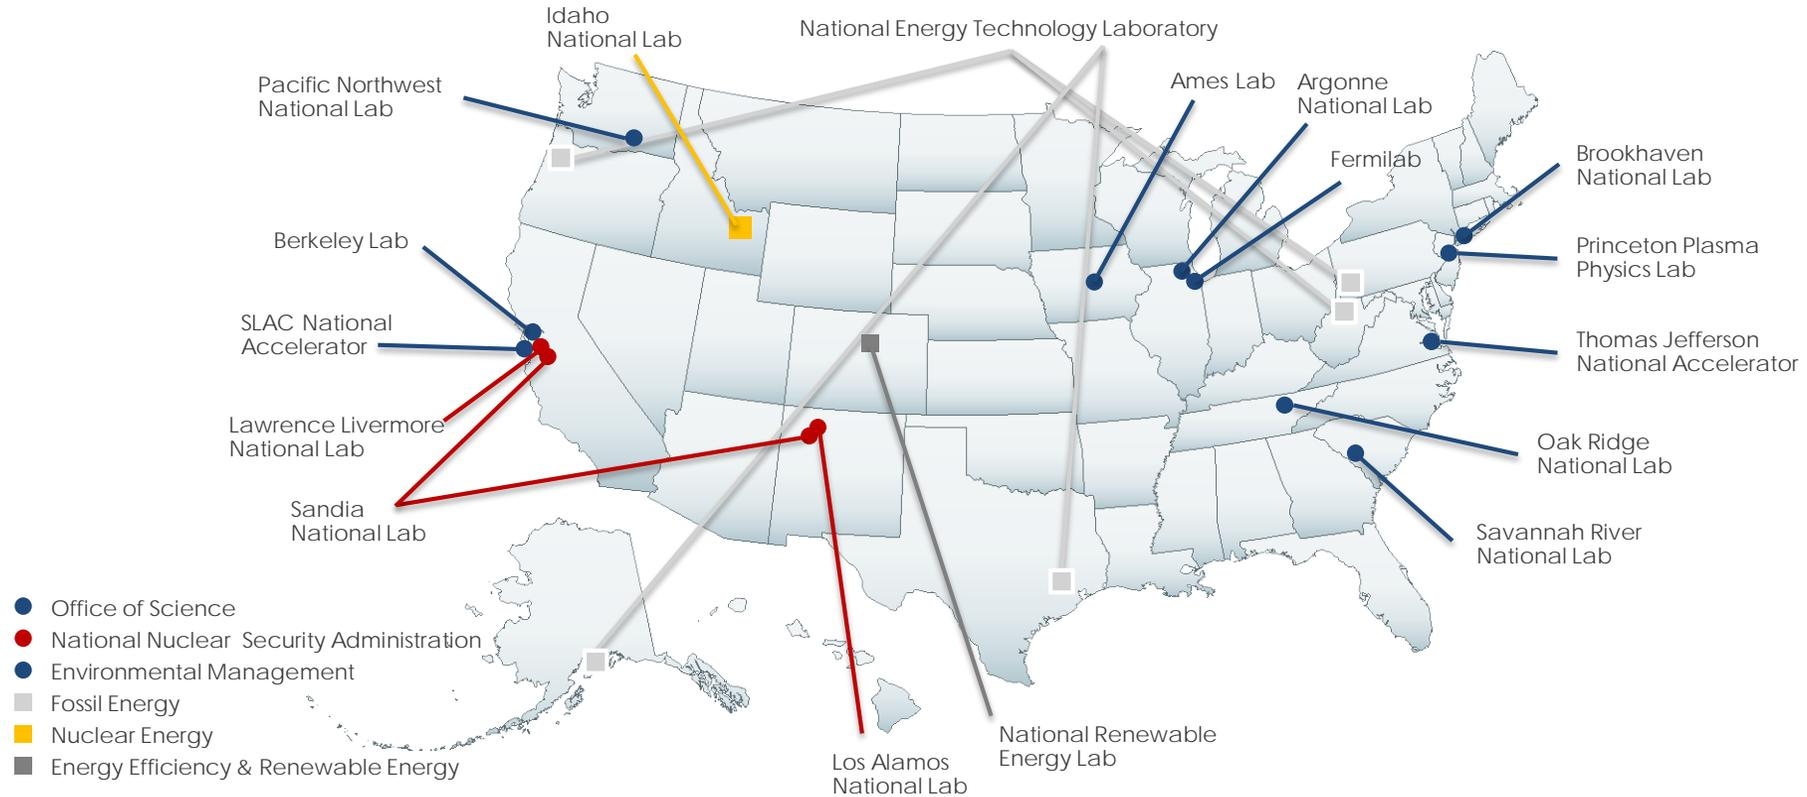 Idaho
National Lab
National Energy Technology Laboratory
Pacific Northwest
National Lab
Ames Lab
Argonne
National Lab
Fermilab
Brookhaven
National Lab
Berkeley Lab
Princeton Plasma
Physics Lab
SLAC National
Accelerator
Thomas Jefferson
National Accelerator
Lawrence Livermore
National Lab
Oak Ridge
National Lab
Sandia
National Lab
Savannah River
National Lab
Office of Science
National Nuclear Security Administration
Environmental Management
Fossil Energy
Nuclear Energy
Energy Efficiency & Renewable Energy
National Renewable
Energy Lab
Los Alamos
National Lab